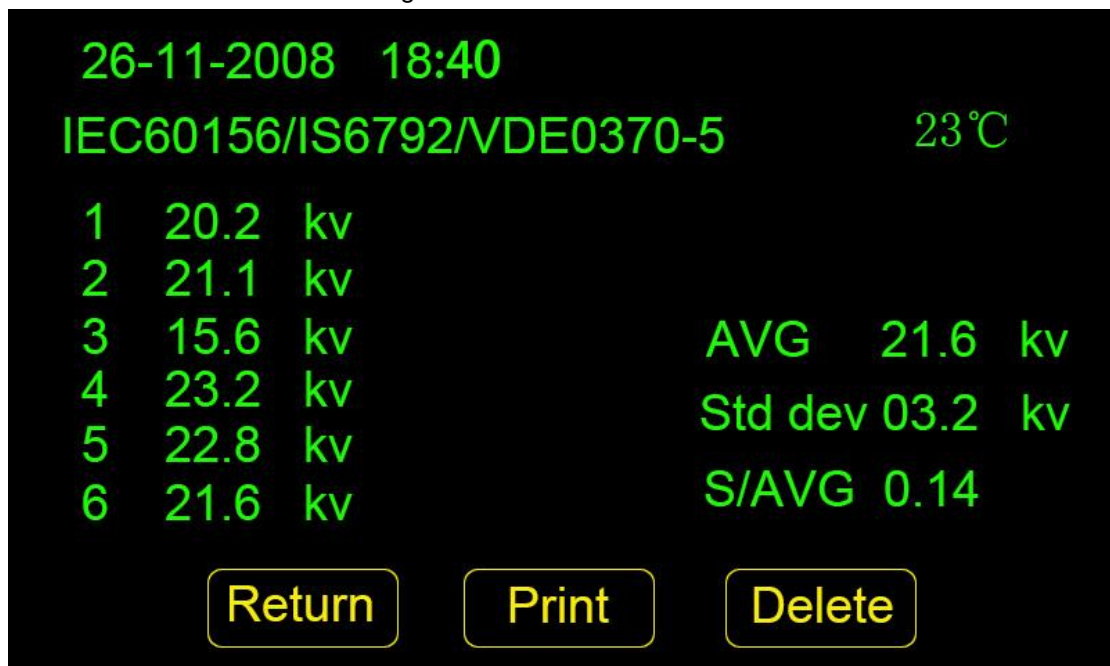 26-11-2008 18:40
IEC60156/IS6792/VDE0370-5 23℃
1 20.2 kv
2 21.1 kv
3 15.6 kv AVG 21.6 kv
4 23.2 kv Std dev 03.2 kv
5 22.8 kv
6 21.6 kv S/AVG 0.14
Return Print Delete